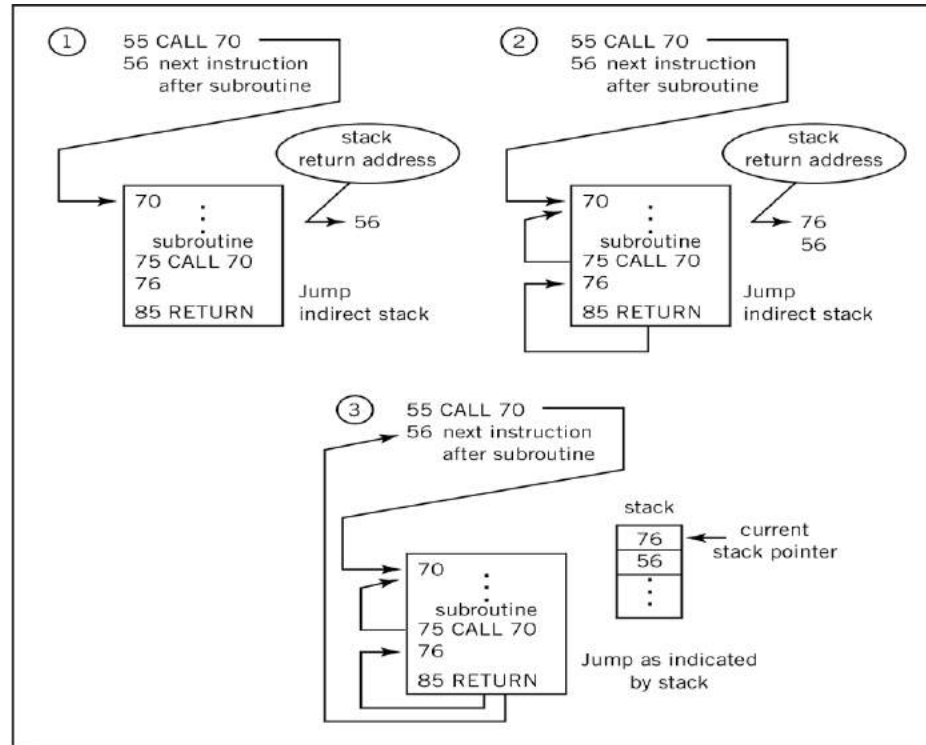 1
55 CALL 70
56 next instruction
after subroutine
stack
return address
70
56
subroutine
75 CALL 70
76
85 RETURN
Jump
indirect stack
2
55 CALL 70
56 next instruction
after subroutine
stack
return address
70
76
56
subroutine
75 CALL 70
76
85 RETURN
Jump
indirect stack
3
55 CALL 70
56 next instruction
after subroutine
stack
76
56
current
stack pointer
70
subroutine
75 CALL 70
76
85 RETURN
Jump as indicated
by stack